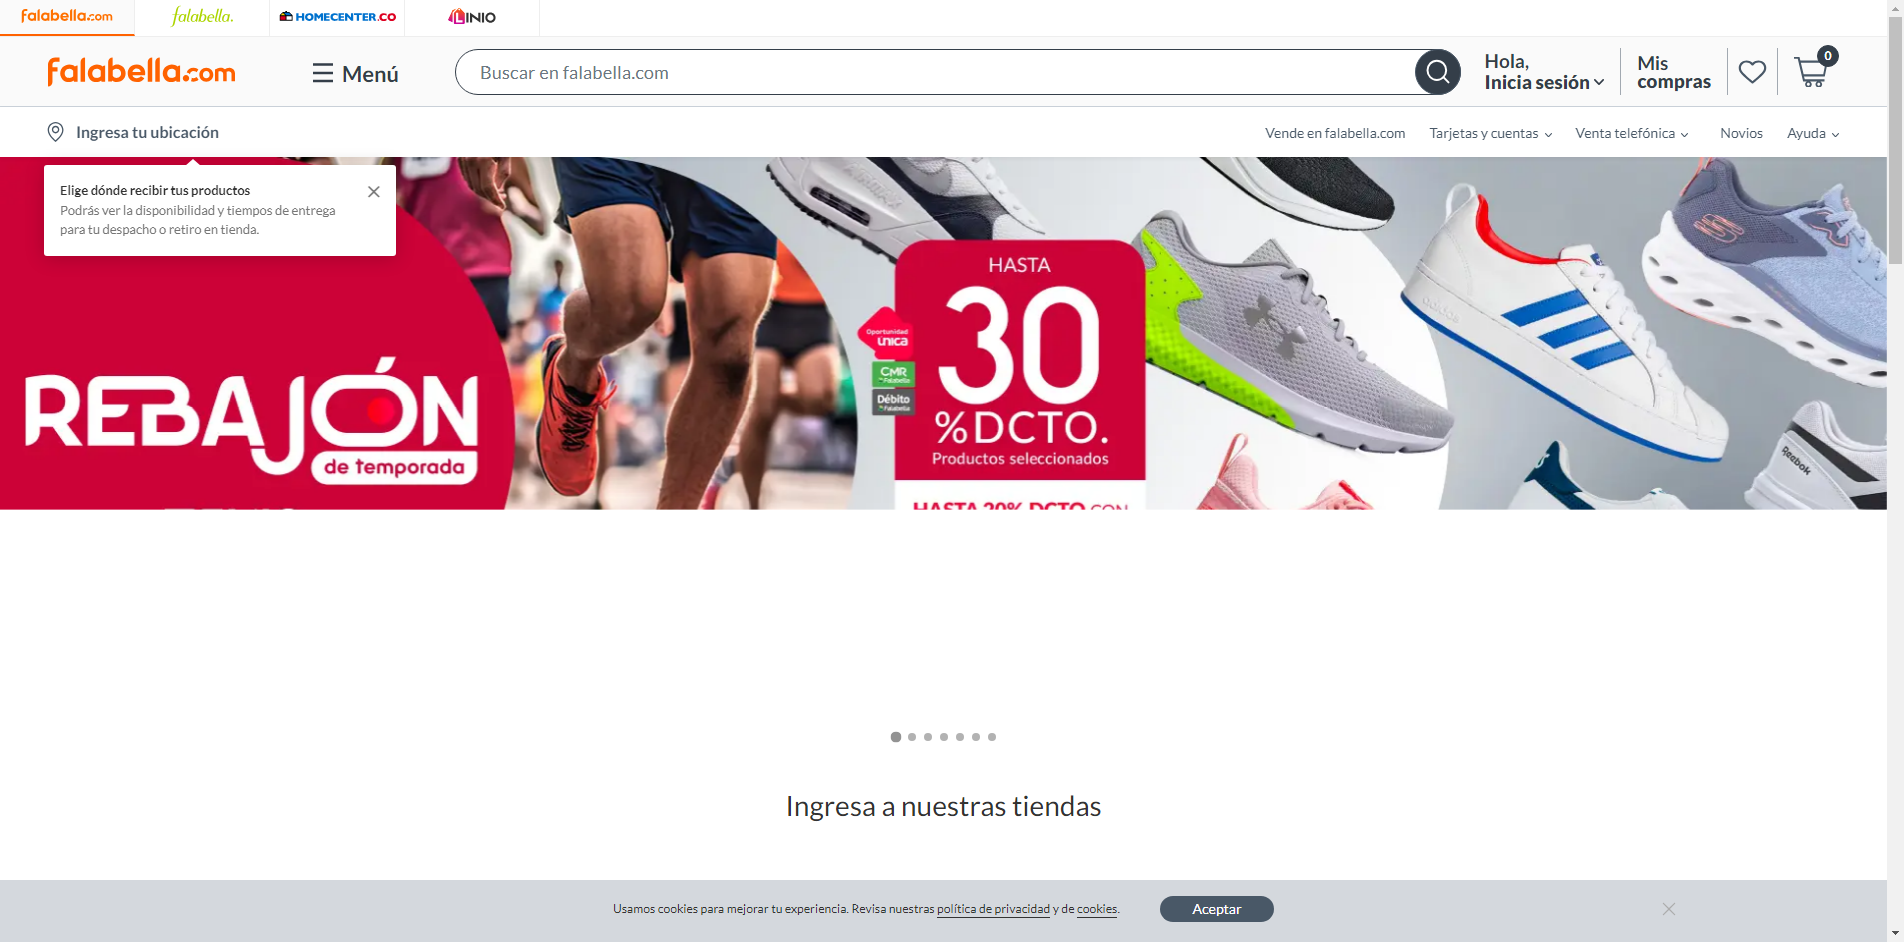 falabella.com
falabella.
HOMECENTER.CO
LINIO
falabella.com
Menú
Buscar en falabella.com
Hola,
Inicia sesión
Mis
compras
0
Ingresa tu ubicación
Vende en falabella.com
Tarjetas y cuentas
Venta telefónica
Novios
Ayuda
Elige dónde recibir tus productos
Podrás ver la disponibilidad y tiempos de entrega
para tu despacho o retiro en tienda.
REBAJÓN
de temporada
HASTA
30
%DCTO.
Productos seleccionados
HASTA 20% DCTO CON
Oportunidad
única
CMR
Falabella
Débito
Falabella
adidas
Reebok
Ingresa a nuestras tiendas
Usamos cookies para mejorar tu experiencia. Revisa nuestras política de privacidad y de cookies.
Aceptar